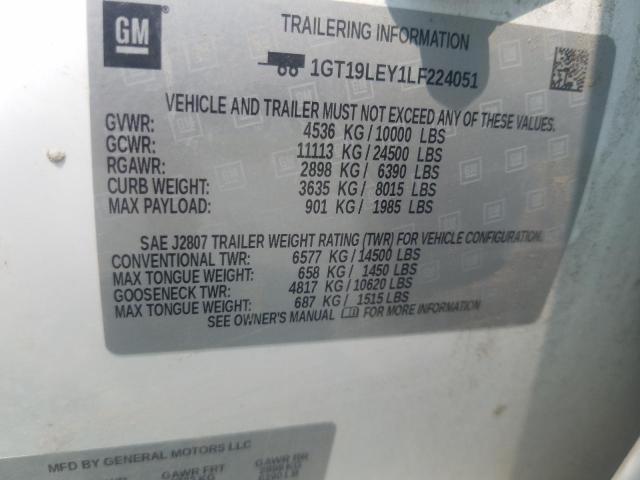 GM
TRAILERING INFORMATION
1GT19LEY1LF224051
VEHICLE AND TRAILER MUST NOT EXCEED ANY OF THESE VALUES.
GVWR: 4536 KG / 10000 LBS
GCWR: 11113 KG / 24500 LBS
RGAWR: 2898 KG / 6390 LBS
CURB WEIGHT: 3635 KG / 8015 LBS
MAX PAYLOAD: 901 KG / 1985 LBS
SAE J2807 TRAILER WEIGHT RATING (TWR) FOR VEHICLE CONFIGURATION.
CONVENTIONAL TWR: 6577 KG / 14500 LBS
MAX TONGUE WEIGHT: 658 KG / 1450 LBS
GOOSENECK TWR: 4817 KG / 10620 LBS
MAX TONGUE WEIGHT: 687 KG / 1515 LBS
SEE OWNER'S MANUAL FOR MORE INFORMATION
MFD BY GENERAL MOTORS LLC
GAWR FRT GAWR RR